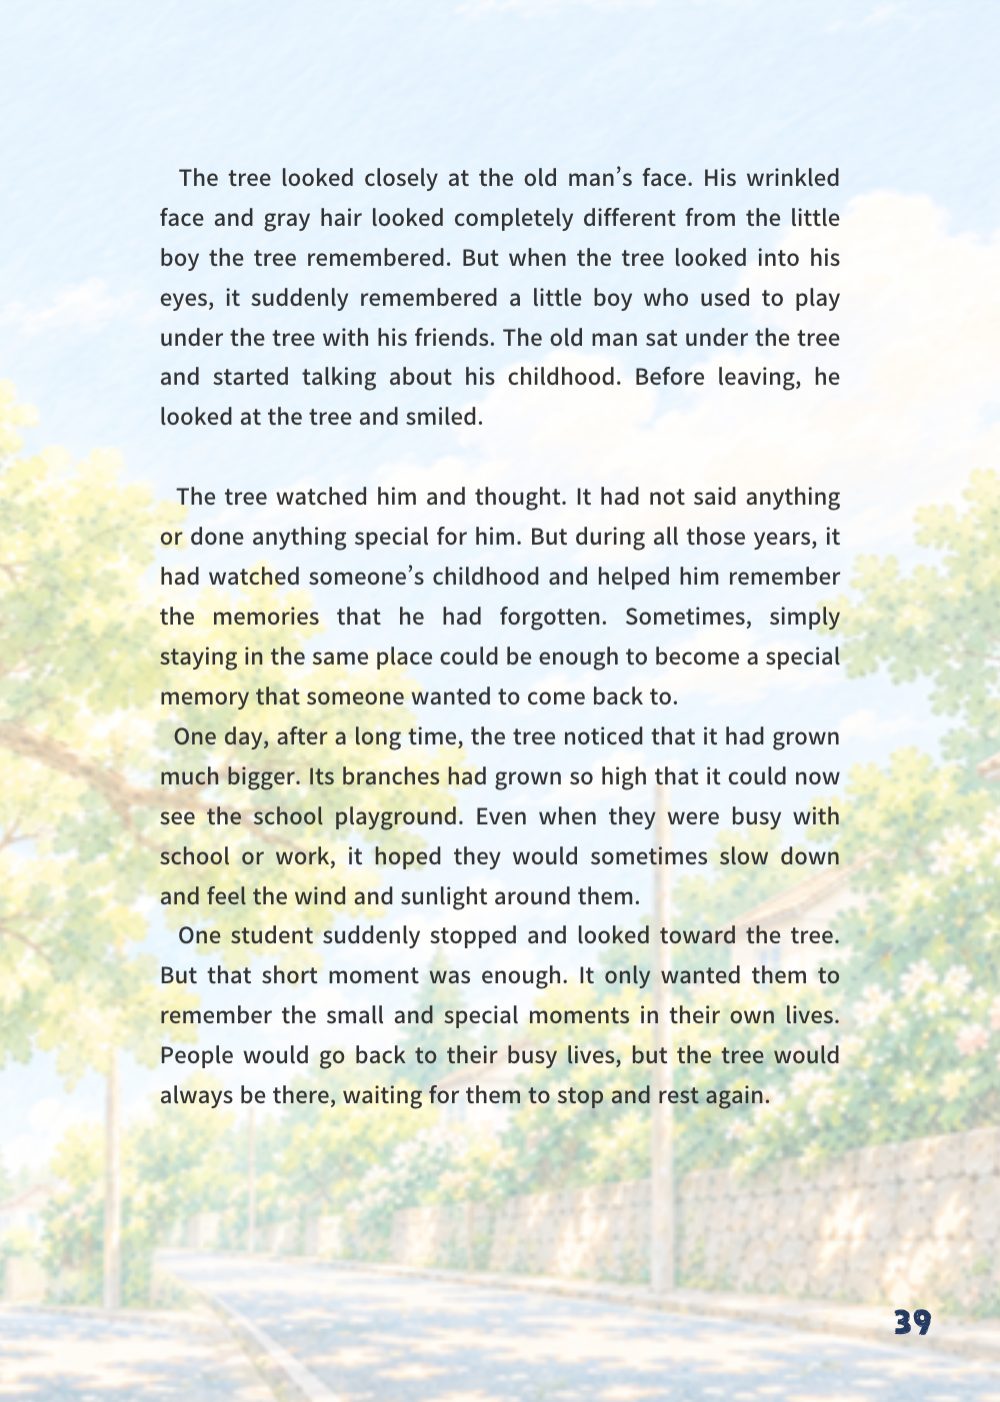 The tree looked closely at the old man’s face. His wrinkled
face and gray hair looked completely different from the little
boy the tree remembered. But when the tree looked into his
eyes, it suddenly remembered a little boy who used to play
under the tree with his friends. The old man sat under the tree
and started talking about his childhood. Before leaving, he
looked at the tree and smiled.
The tree watched him and thought. It had not said anything
or done anything special for him. But during all those years, it
had watched someone’s childhood and helped him remember
the memories that he had forgotten. Sometimes, simply
staying in the same place could be enough to become a special
memory that someone wanted to come back to.
One day, after a long time, the tree noticed that it had grown
much bigger. Its branches had grown so high that it could now
see the school playground. Even when they were busy with
school or work, it hoped they would sometimes slow down
and feel the wind and sunlight around them.
One student suddenly stopped and looked toward the tree.
But that short moment was enough. It only wanted them to
remember the small and special moments in their own lives.
People would go back to their busy lives, but the tree would
always be there, waiting for them to stop and rest again.
39